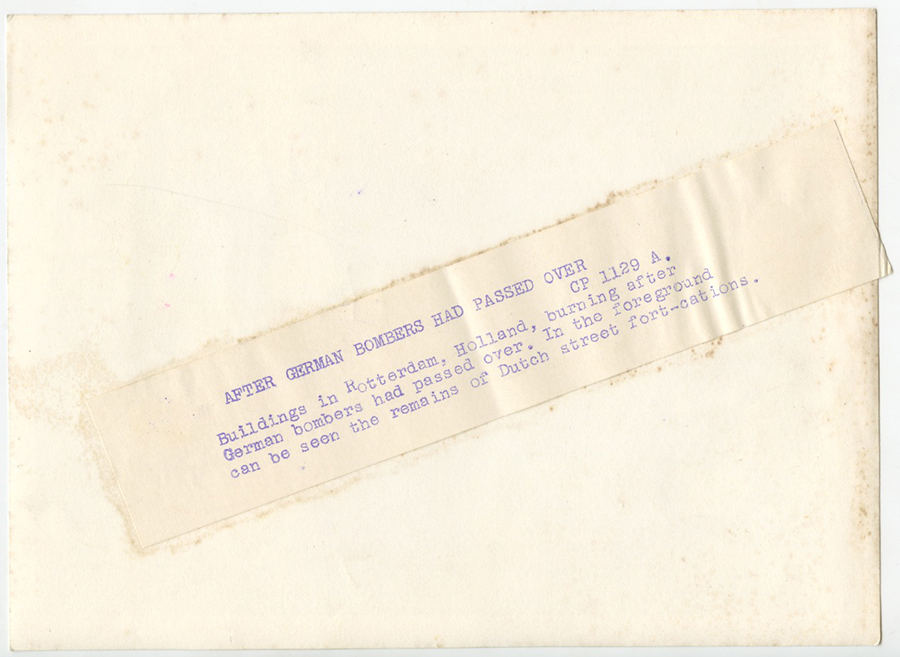 AFTER GERMAN BOMBERS HAD PASSED OVER
CP 1129 A.
Buildings in Rotterdam, Holland, burning after
German bombers had passed over. In the foreground
can be seen the remains of Dutch street fort-cations.